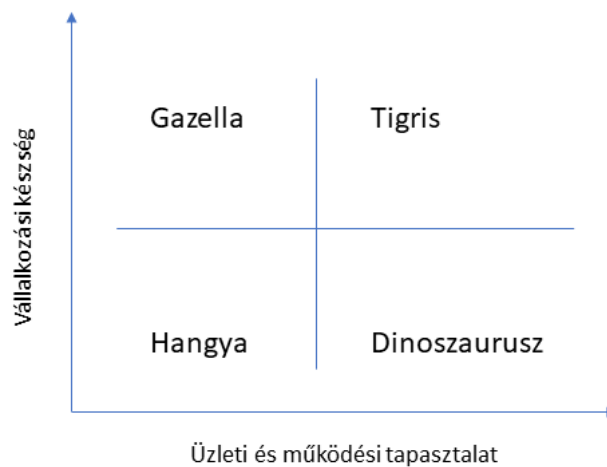 Vállalkozási készség
Gazella
Tigris
Hangya
Dinoszaurusz
Üzleti és működési tapasztalat